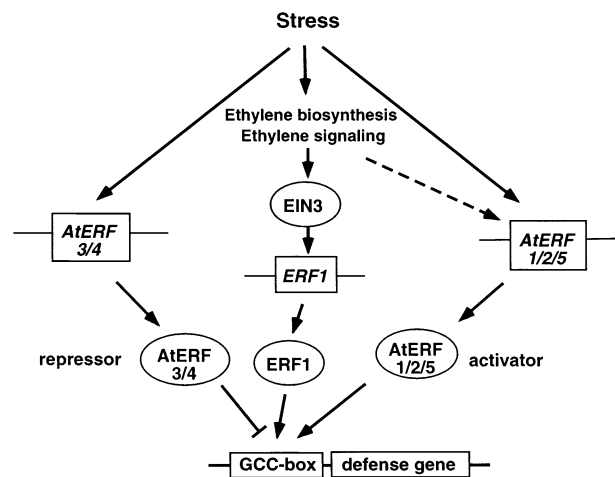 Stress
Ethylene biosynthesis
Ethylene signaling
EIN3
AtERF
3/4
ERF1
AtERF
1/2/5
repressor
AtERF
3/4
ERF1
AtERF
1/2/5
activator
GCC-box
defense gene